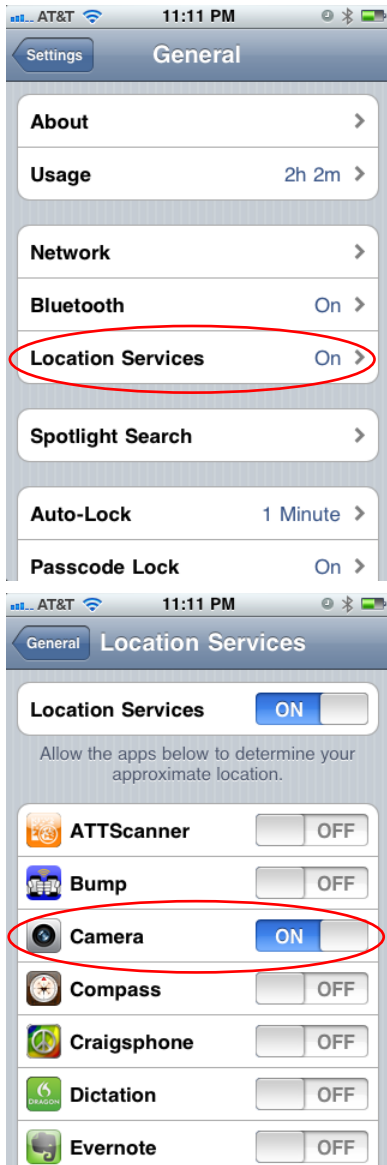 AT&T 11:11 PM
Settings General
About
Usage 2h 2m
Network
Bluetooth On
Location Services On
Spotlight Search
Auto-Lock 1 Minute
Passcode Lock On
AT&T 11:11 PM
General Location Services
Location Services ON
Allow the apps below to determine your
approximate location.
ATTScanner OFF
Bump OFF
Camera ON
Compass OFF
Craigsphone OFF
DRAGON Dictation OFF
Evernote OFF